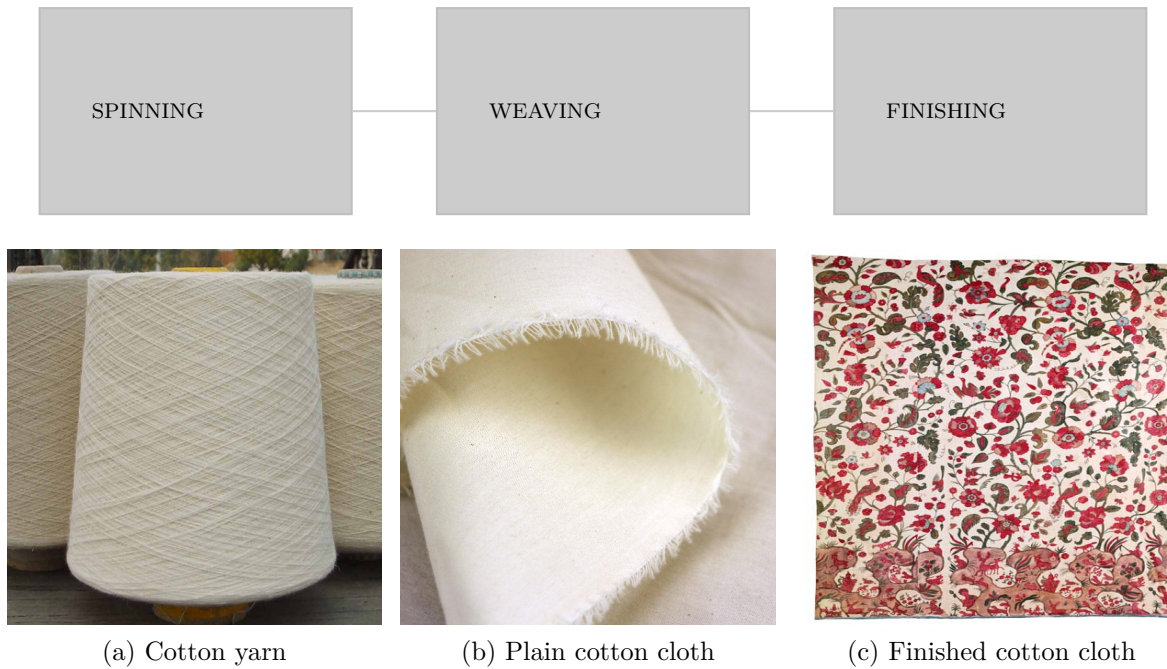 SPINNING
WEAVING
FINISHING
(a) Cotton yarn
(b) Plain cotton cloth
(c) Finished cotton cloth